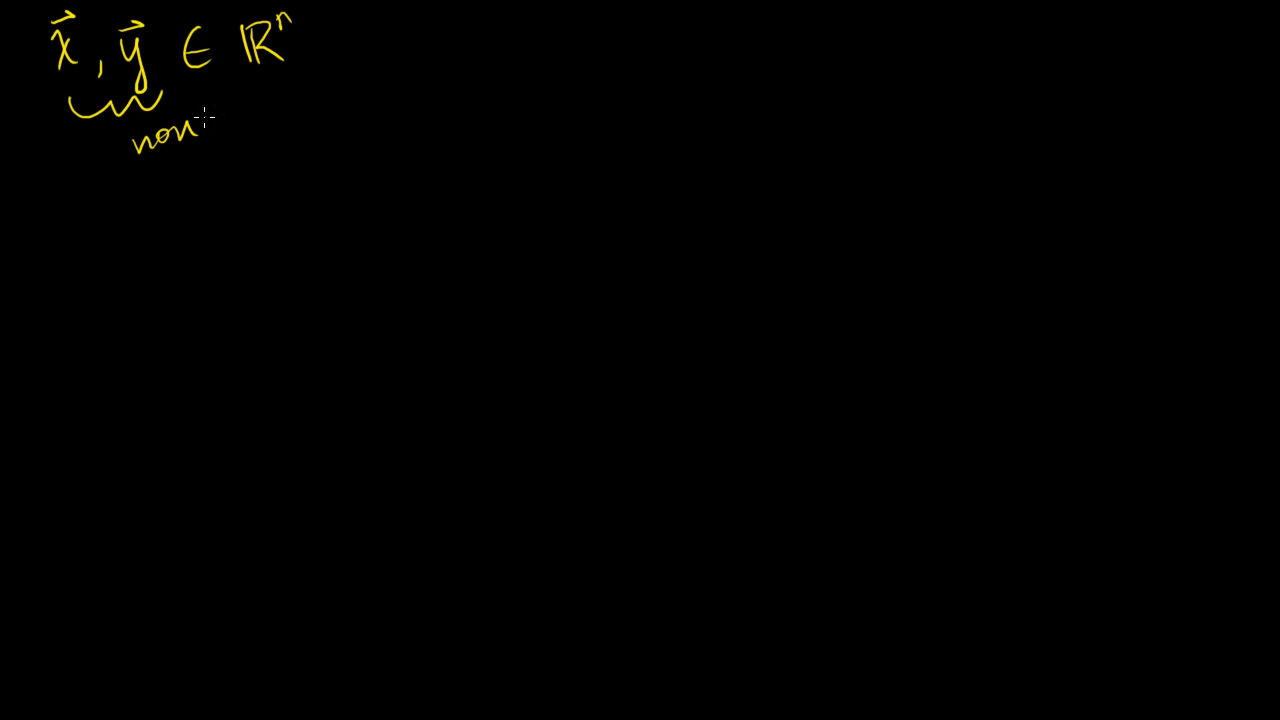 x⃗, y⃗ ∈ ℝⁿ
non